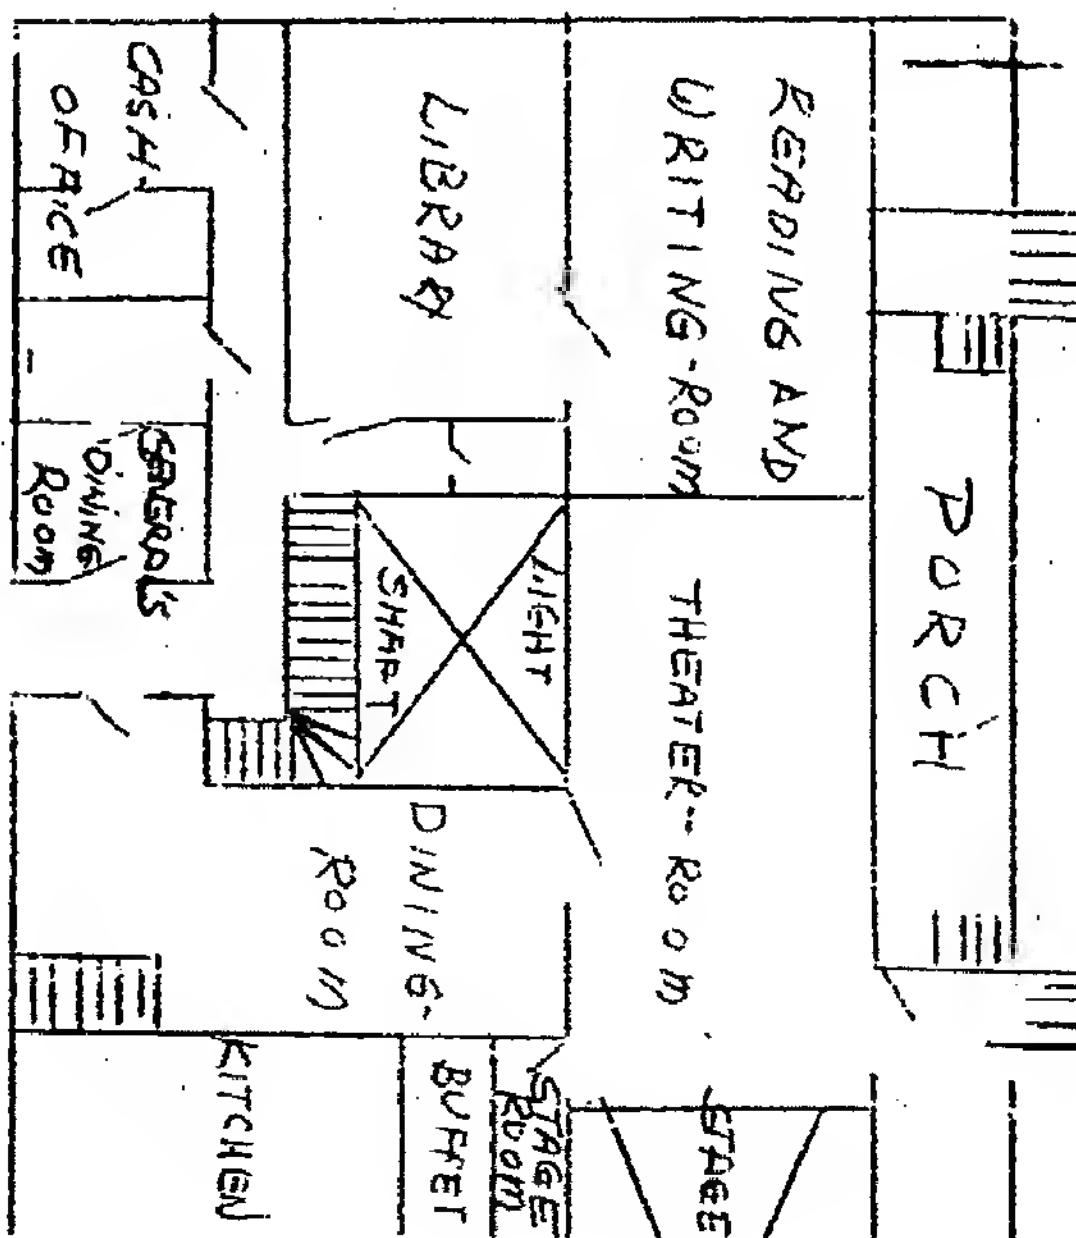 CASH
OFFICE
LIBRARY
READING AND
WRITING-ROOM
PORCH
DINING
ROOM
LIGHT
SHAFT
THEATER--ROOM
DINING-
ROOM
KITCHEN
BUFFET
STAGE
ROOM
STAGE